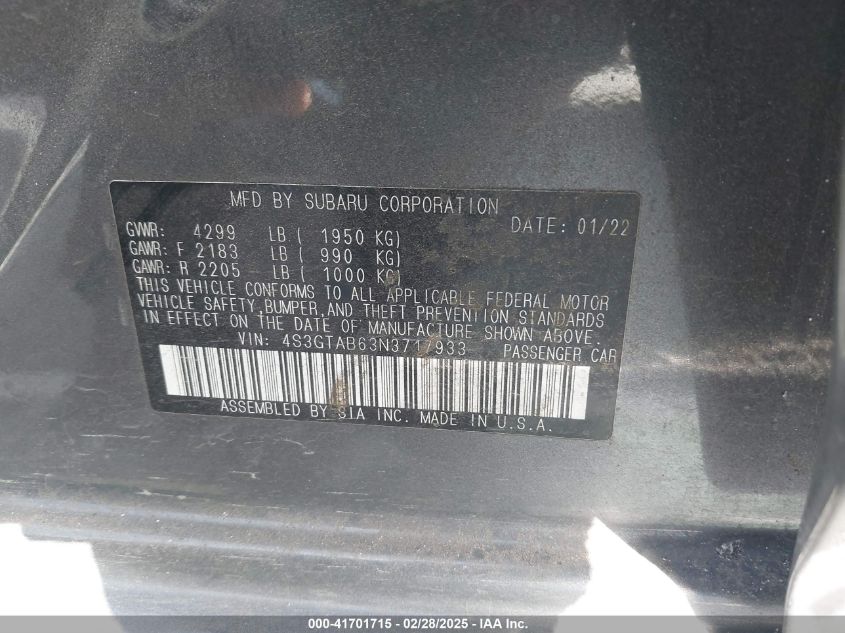 MFD BY SUBARU CORPORATION
DATE: 01/22
GVWR: 4299 LB ( 1950 KG)
GAWR: F 2183 LB ( 990 KG)
GAWR: R 2205 LB ( 1000 KG)
THIS VEHICLE CONFORMS TO ALL APPLICABLE FEDERAL MOTOR
VEHICLE SAFETY, BUMPER, AND THEFT PREVENTION STANDARDS
IN EFFECT ON THE DATE OF MANUFACTURE SHOWN ABOVE.
VIN: 4S3GTAB63N3717933 PASSENGER CAR
ASSEMBLED BY SIA INC. MADE IN U.S.A.
000-41701715 - 02/28/2025 - IAA Inc.